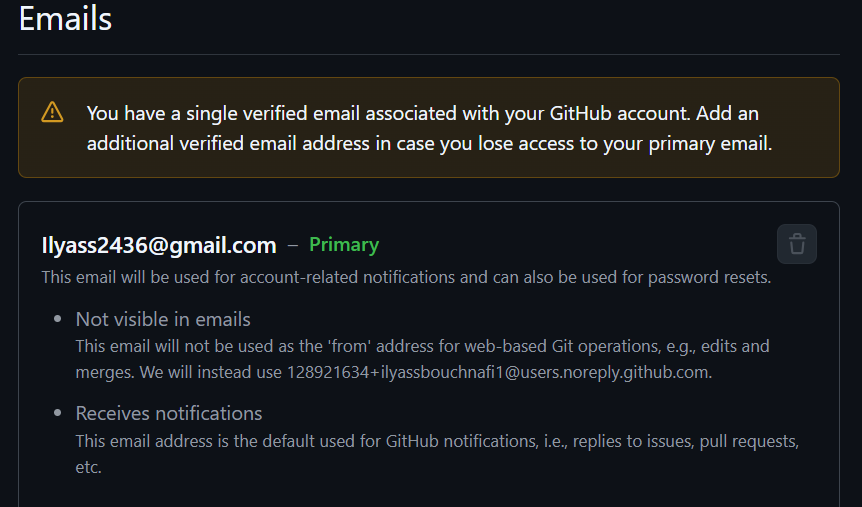 Emails
You have a single verified email associated with your GitHub account. Add an
additional verified email address in case you lose access to your primary email.
Ilyass2436@gmail.com – Primary
This email will be used for account-related notifications and can also be used for password resets.
• Not visible in emails
This email will not be used as the 'from' address for web-based Git operations, e.g., edits and
merges. We will instead use 128921634+ilyassbouchnafi1@users.noreply.github.com.
• Receives notifications
This email address is the default used for GitHub notifications, i.e., replies to issues, pull requests,
etc.